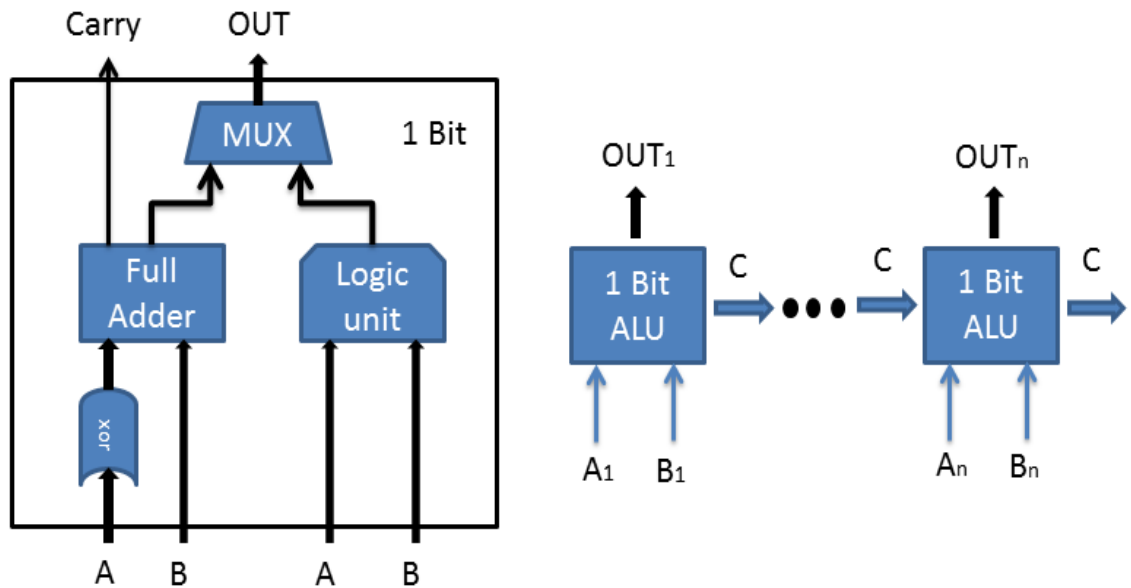 Carry OUT
MUX
1 Bit
Full
Adder
Logic
unit
xor
A B A B
OUT1 OUTn
1 Bit
ALU
C
C
1 Bit
ALU
C
A1 B1 An Bn